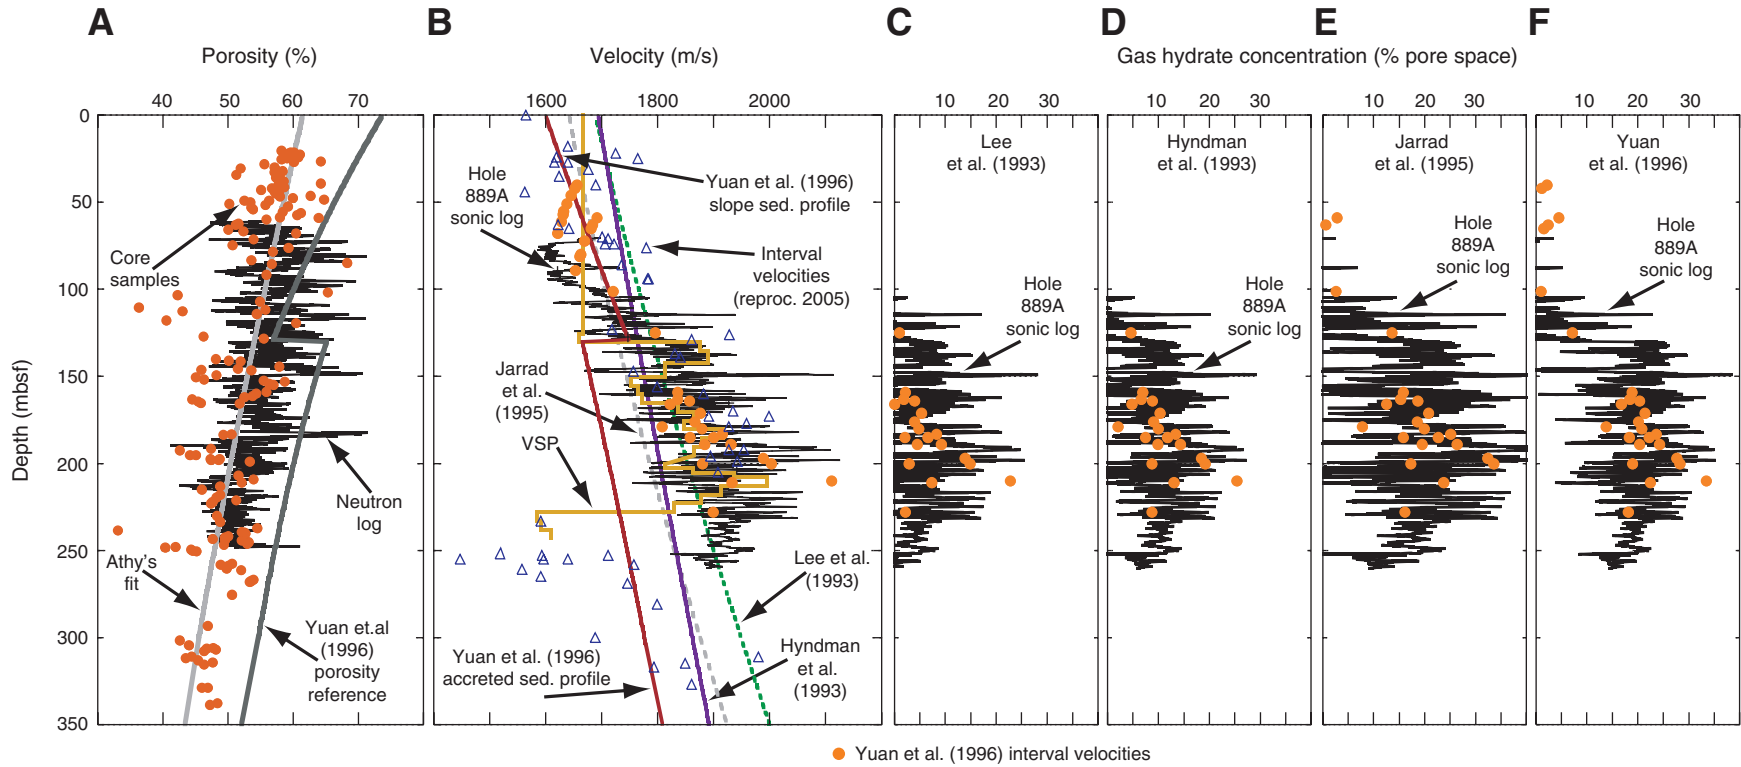 A
B
C
D
E
F
Porosity (%)
Velocity (m/s)
Gas hydrate concentration (% pore space)
40 50 60 70
1600 1800 2000
10 20 30
10 20 30
10 20 30
10 20 30
Depth (mbsf)
0
50
100
150
200
250
300
350
Core
samples
Neutron
log
Athy's
fit
Yuan et.al
(1996)
porosity
reference
Hole
889A
sonic log
Yuan et al. (1996)
slope sed. profile
Interval
velocities
(reproc. 2005)
Jarrad
et al.
(1995)
VSP
Lee et al.
(1993)
Yuan et al. (1996)
accreted sed. profile
Hyndman
et al.
(1993)
Lee
et al. (1993)
Hole
889A
sonic log
Hyndman
et al. (1993)
Hole
889A
sonic log
Jarrad
et al. (1995)
Hole
889A
sonic log
Yuan
et al. (1996)
Hole
889A
sonic log
Yuan et al. (1996) interval velocities